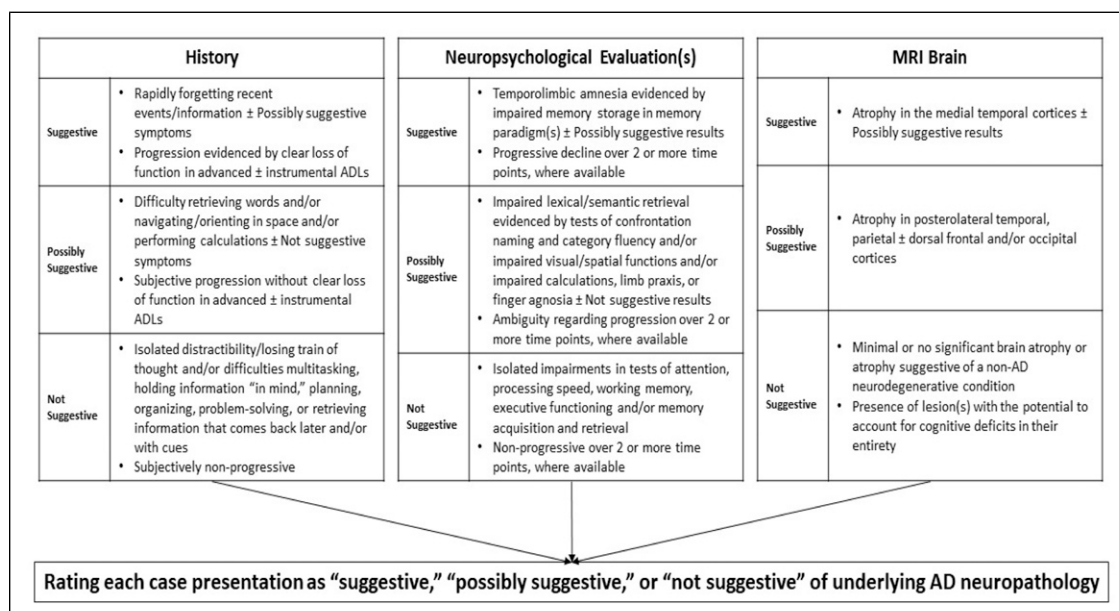 History
Suggestive
• Rapidly forgetting recent
events/information ± Possibly suggestive
symptoms
• Progression evidenced by clear loss of
function in advanced ± instrumental ADLs
Possibly
Suggestive
• Difficulty retrieving words and/or
navigating/orienting in space and/or
performing calculations ± Not suggestive
symptoms
• Subjective progression without clear loss
of function in advanced ± instrumental
ADLs
Not
Suggestive
• Isolated distractibility/losing train of
thought and/or difficulties multitasking,
holding information “in mind,” planning,
organizing, problem-solving, or retrieving
information that comes back later and/or
with cues
• Subjectively non-progressive
Neuropsychological Evaluation(s)
Suggestive
• Temporolimbic amnesia evidenced by
impaired memory storage in memory
paradigm(s) ± Possibly suggestive results
• Progressive decline over 2 or more time
points, where available
Possibly
Suggestive
• Impaired lexical/semantic retrieval
evidenced by tests of confrontation
naming and category fluency and/or
impaired visual/spatial functions and/or
impaired calculations, limb praxis, or
finger agnosia ± Not suggestive results
• Ambiguity regarding progression over 2 or
more time points, where available
Not
Suggestive
• Isolated impairments in tests of attention,
processing speed, working memory,
executive functioning and/or memory
acquisition and retrieval
• Non-progressive over 2 or more time
points, where available
MRI Brain
Suggestive
• Atrophy in the medial temporal cortices ±
Possibly suggestive results
Possibly
Suggestive
• Atrophy in posterolateral temporal,
parietal ± dorsal frontal and/or occipital
cortices
Not
Suggestive
• Minimal or no significant brain atrophy or
atrophy suggestive of a non-AD
neurodegenerative condition
• Presence of lesion(s) with the potential to
account for cognitive deficits in their
entirety
Rating each case presentation as “suggestive,” “possibly suggestive,” or “not suggestive” of underlying AD neuropathology